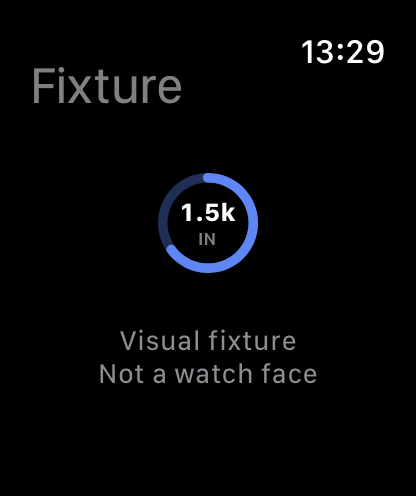 13:29
Fixture
1.5k
IN
Visual fixture
Not a watch face